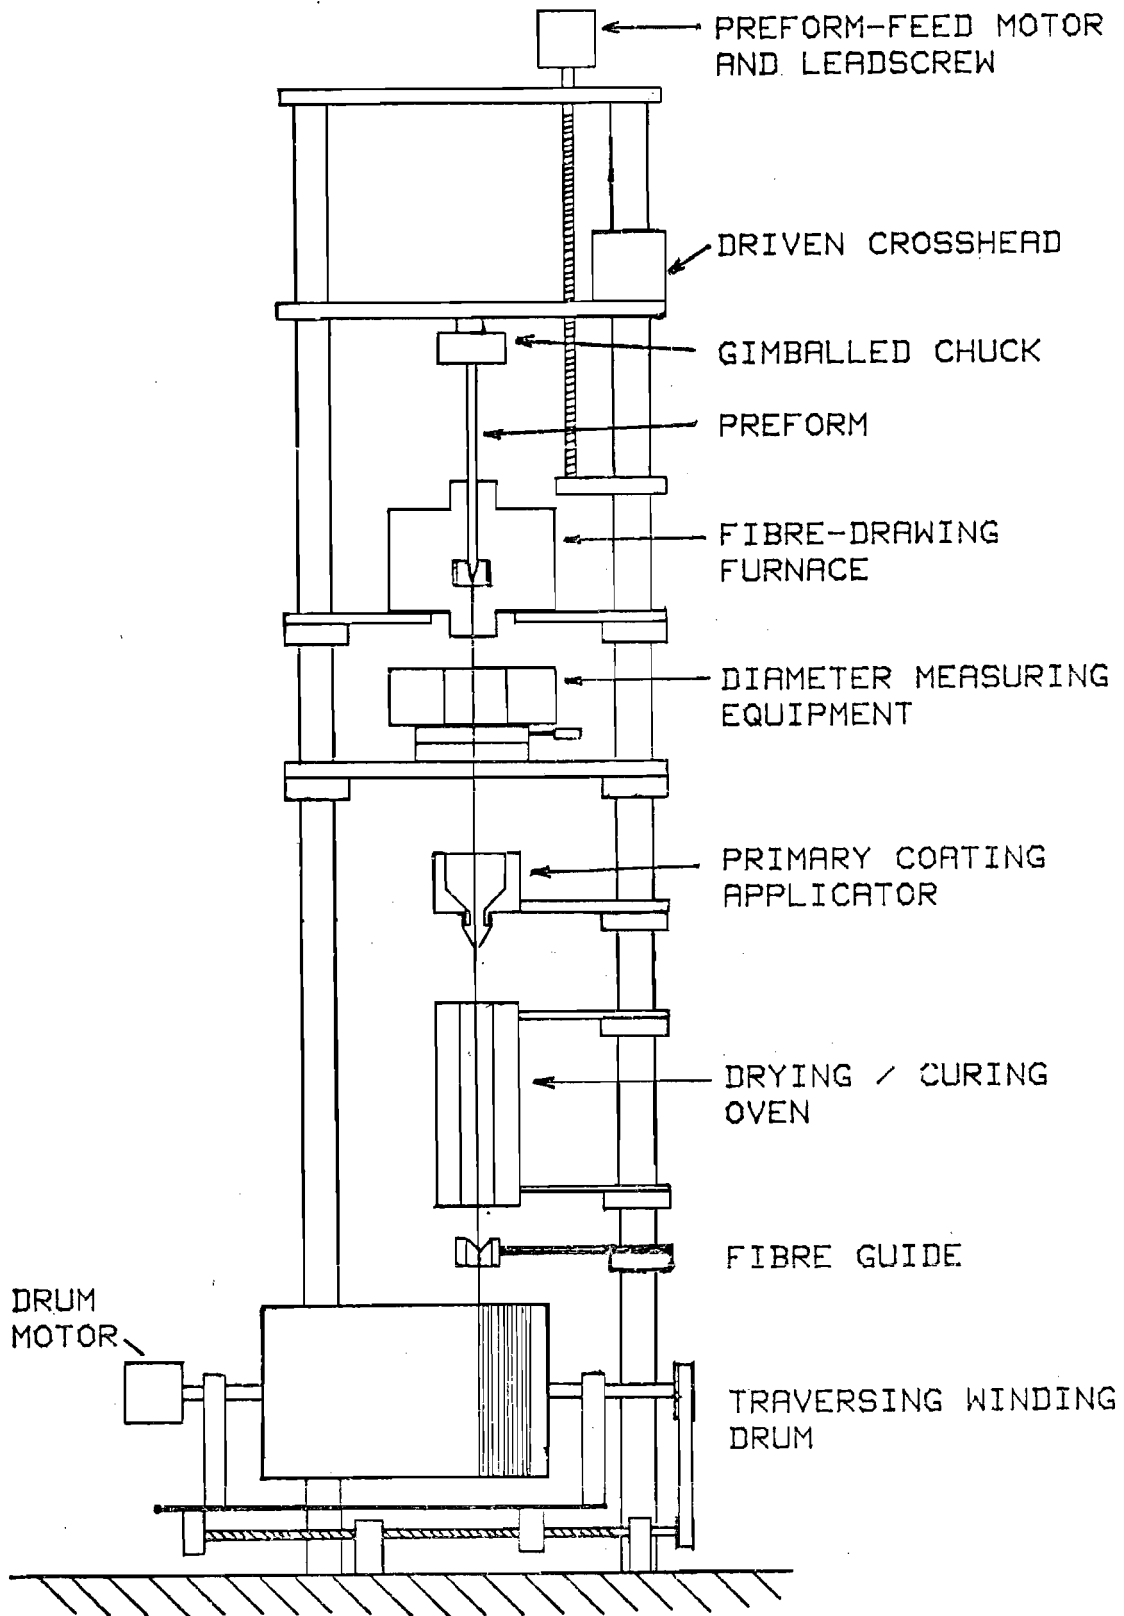 PREFORM-FEED MOTOR
AND LEADSCREW
DRIVEN CROSSHEAD
GIMBALLED CHUCK
PREFORM
FIBRE-DRAWING
FURNACE
DIAMETER MEASURING
EQUIPMENT
PRIMARY COATING
APPLICATOR
DRYING / CURING
OVEN
FIBRE GUIDE
DRUM
MOTOR
TRAVERSING WINDING
DRUM